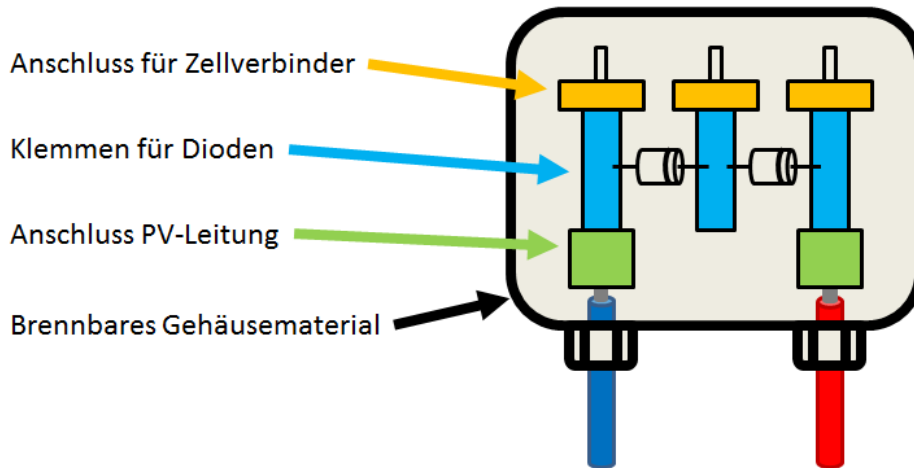 Anschluss für Zellverbinder
Klemmen für Dioden
Anschluss PV-Leitung
Brennbares Gehäusematerial